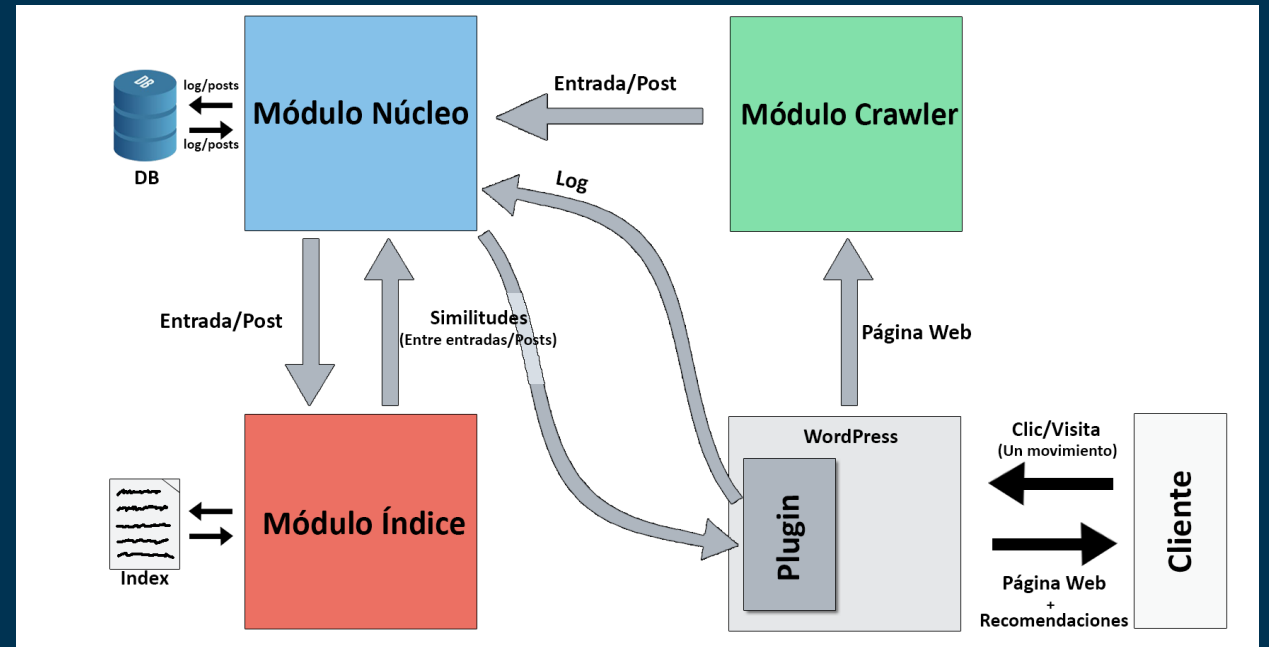 DB
log/posts
log/posts
DB
Módulo Núcleo
Entrada/Post
Módulo Crawler
Log
Entrada/Post
Similitudes
(Entre entradas/Posts)
Página Web
Index
Módulo Índice
WordPress
Plugin
Clic/Visita
(Un movimiento)
Página Web
+
Recomendaciones
Cliente